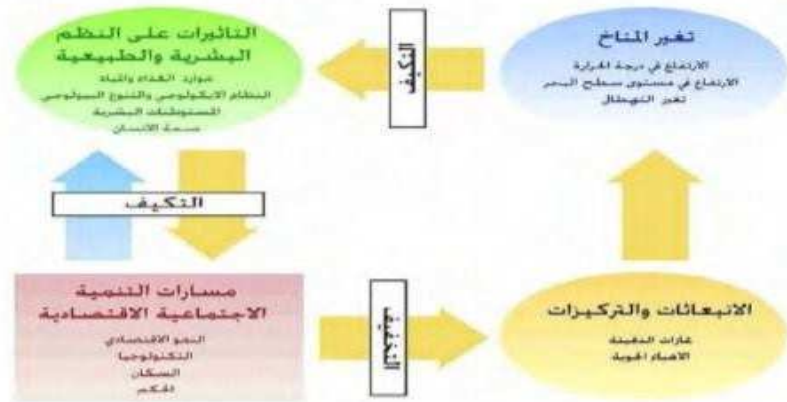 تغير المناخ
الارتفاع في درجة الحرارة
الارتفاع في مستوى سطح البحر
تغير التهطال
التكيف
التأثيرات على النظم
البشرية والطبيعية
موارد الغذاء والمياه
النظام الايكولوجي والتنوع البيولوجي
المستوطنات البشرية
صحة الانسان
التكيف
مسارات التنمية
الاجتماعية الاقتصادية
النمو الاقتصادي
التكنولوجيا
السكان
الحكم
التخفيف
الانبعاثات والتركيزات
غازات الدفيئة
الاهباء الجوية